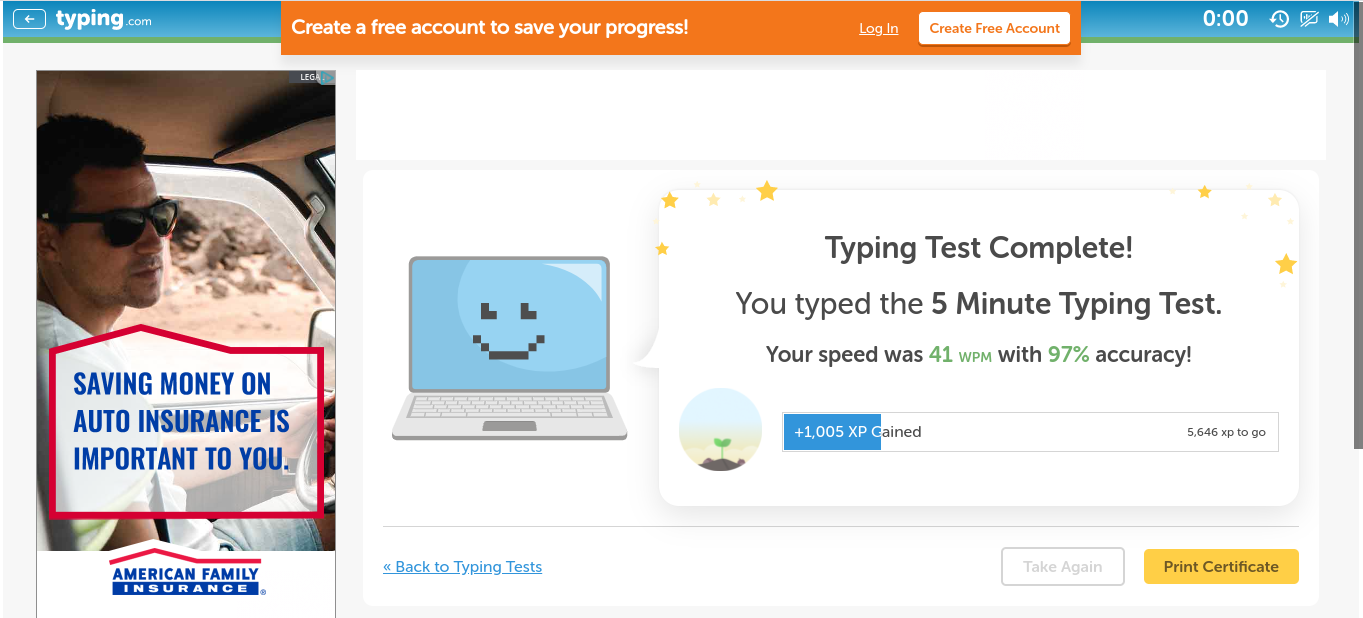 typing.com
Create a free account to save your progress!
Log In
Create Free Account
0:00
SAVING MONEY ON
AUTO INSURANCE IS
IMPORTANT TO YOU.
AMERICAN FAMILY
INSURANCE®
Typing Test Complete!
You typed the 5 Minute Typing Test.
Your speed was 41 WPM with 97% accuracy!
+1,005 XP Gained
5,646 xp to go
« Back to Typing Tests
Take Again
Print Certificate